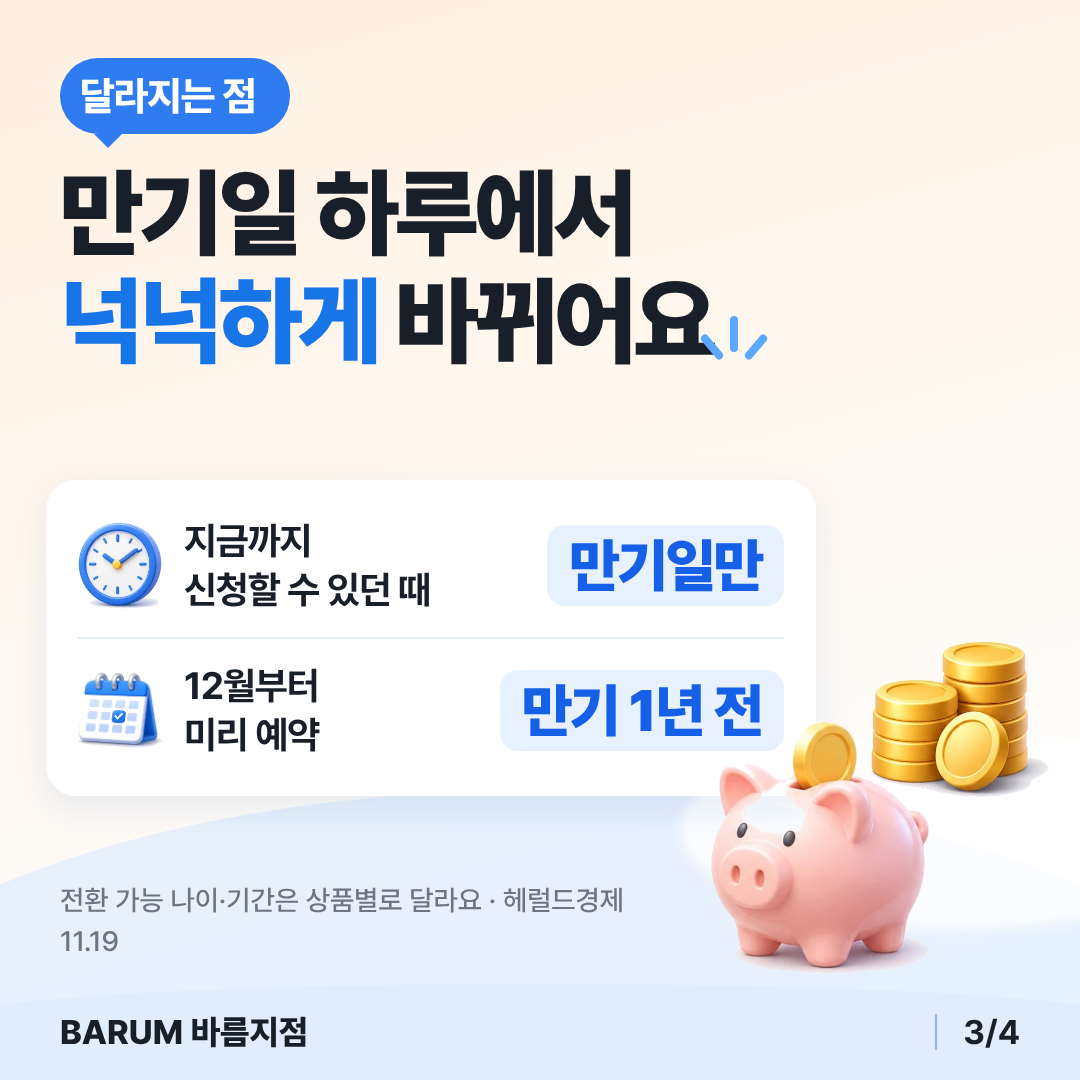 달라지는 점
만기일 하루에서
넉넉하게 바뀌어요
지금까지
신청할 수 있던 때
만기일만
12월부터
미리 예약
만기 1년 전
전환 가능 나이·기간은 상품별로 달라요 · 헤럴드경제
11.19
BARUM 바름지점
3/4